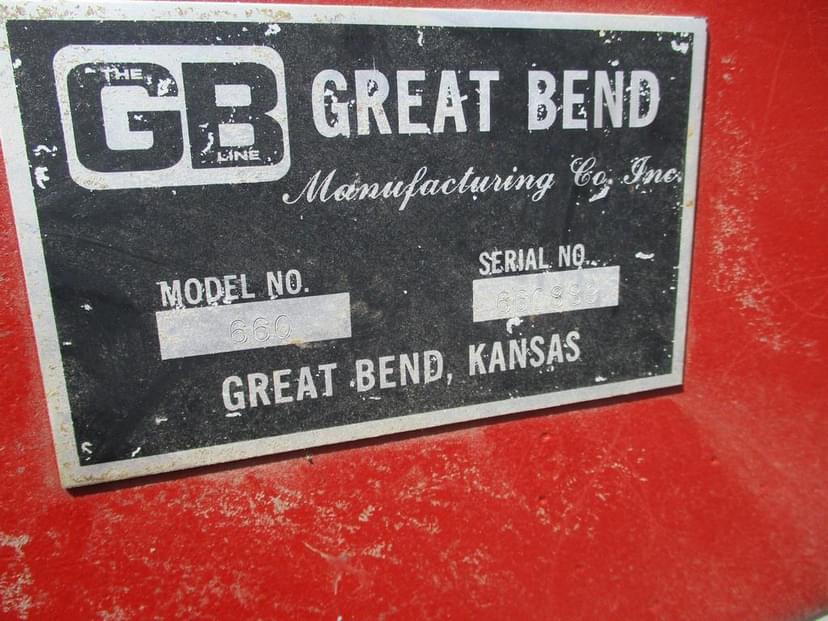 THE
GB
LINE
GREAT BEND
Manufacturing Co. Inc.
MODEL NO.
660
SERIAL NO.
GREAT BEND, KANSAS